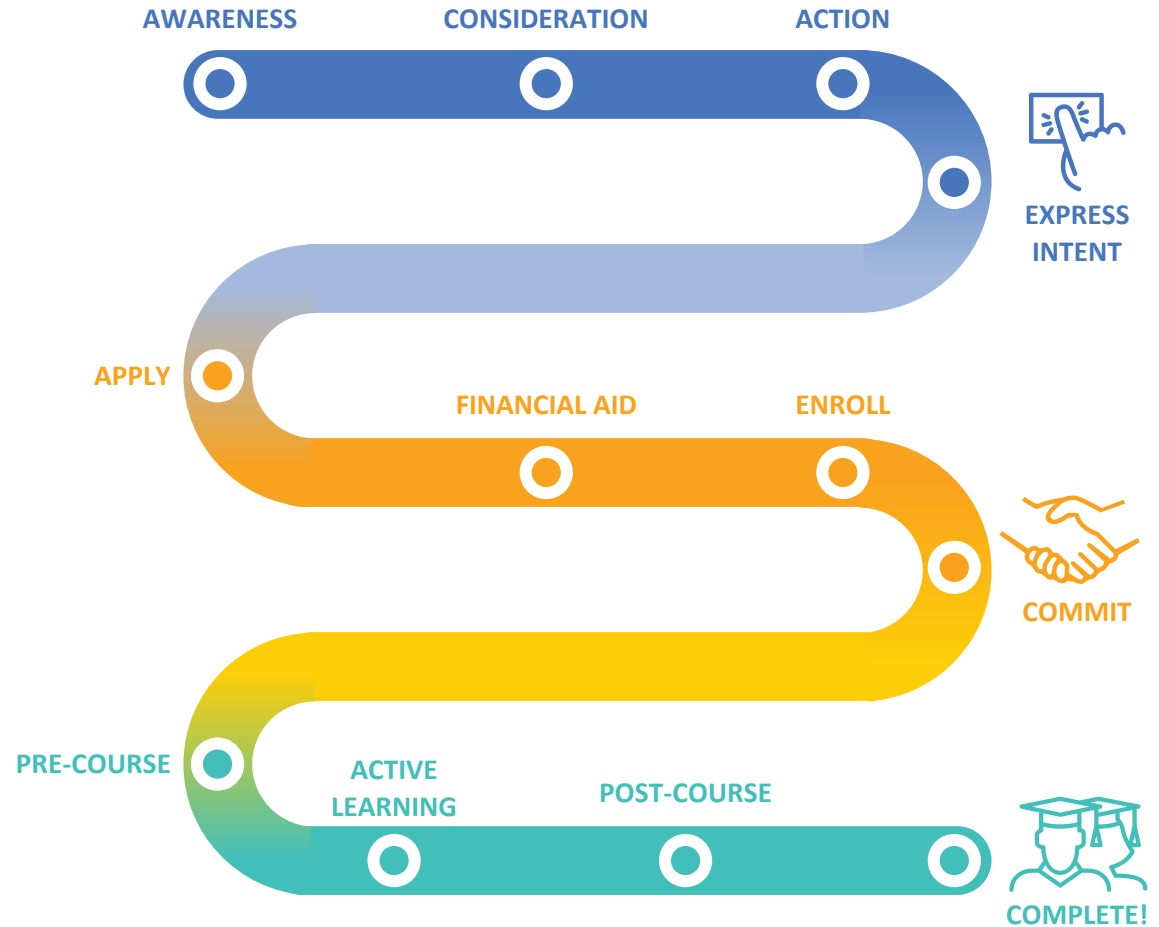 AWARENESS
CONSIDERATION
ACTION
EXPRESS
INTENT
APPLY
FINANCIAL AID
ENROLL
COMMIT
PRE-COURSE
ACTIVE
LEARNING
POST-COURSE
COMPLETE!